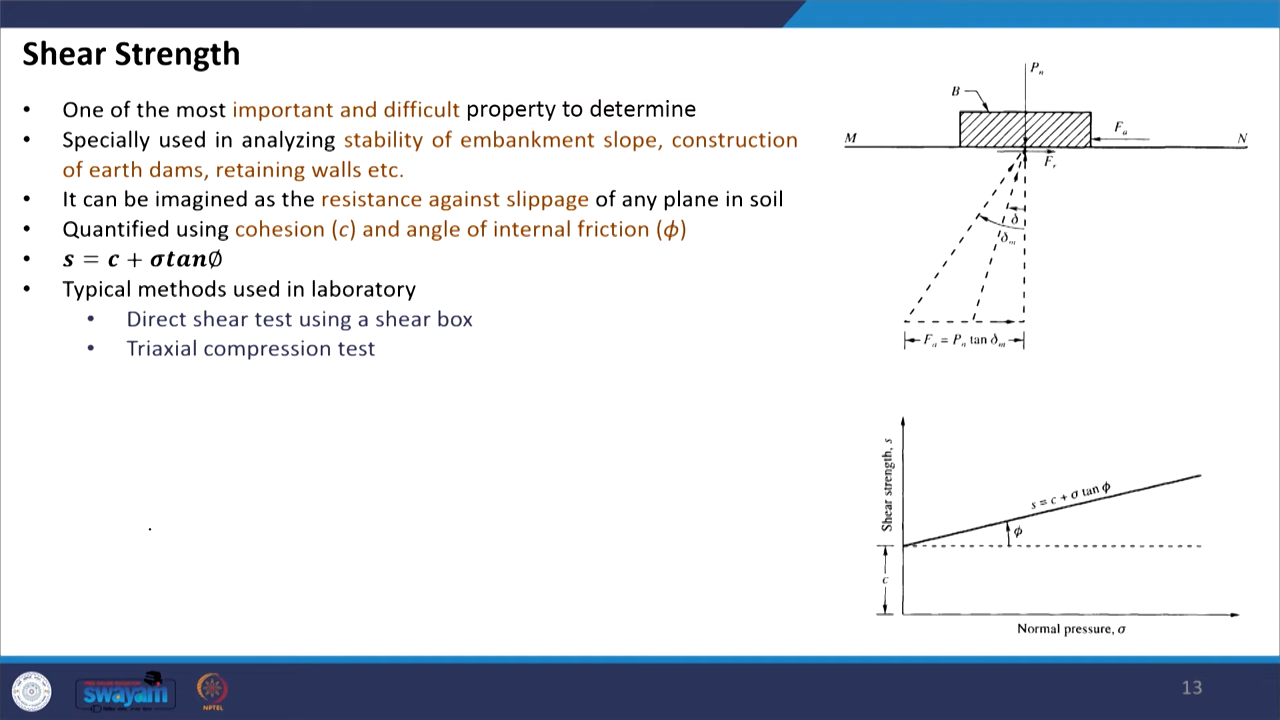 Shear Strength
• One of the most important and difficult property to determine
• Specially used in analyzing stability of embankment slope, construction
of earth dams, retaining walls etc.
• It can be imagined as the resistance against slippage of any plane in soil
• Quantified using cohesion (c) and angle of internal friction (ϕ)
• s = c + σtanØ
• Typical methods used in laboratory
• Direct shear test using a shear box
• Triaxial compression test
Pn
B
Fa
M
N
Fr
δ
δm
Fa = Pn tan δm
Shear strength, s
s = c + σ tan ϕ
ϕ
c
Normal pressure, σ
swayam
NPTEL
13